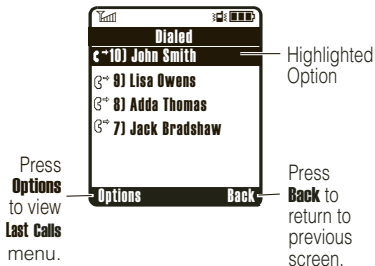 Dialed
10) John Smith
9) Lisa Owens
8) Adda Thomas
7) Jack Bradshaw
Options Back
Highlighted
Option
Press
Options
to view
Last Calls
menu.
Press
Back to
return to
previous
screen.